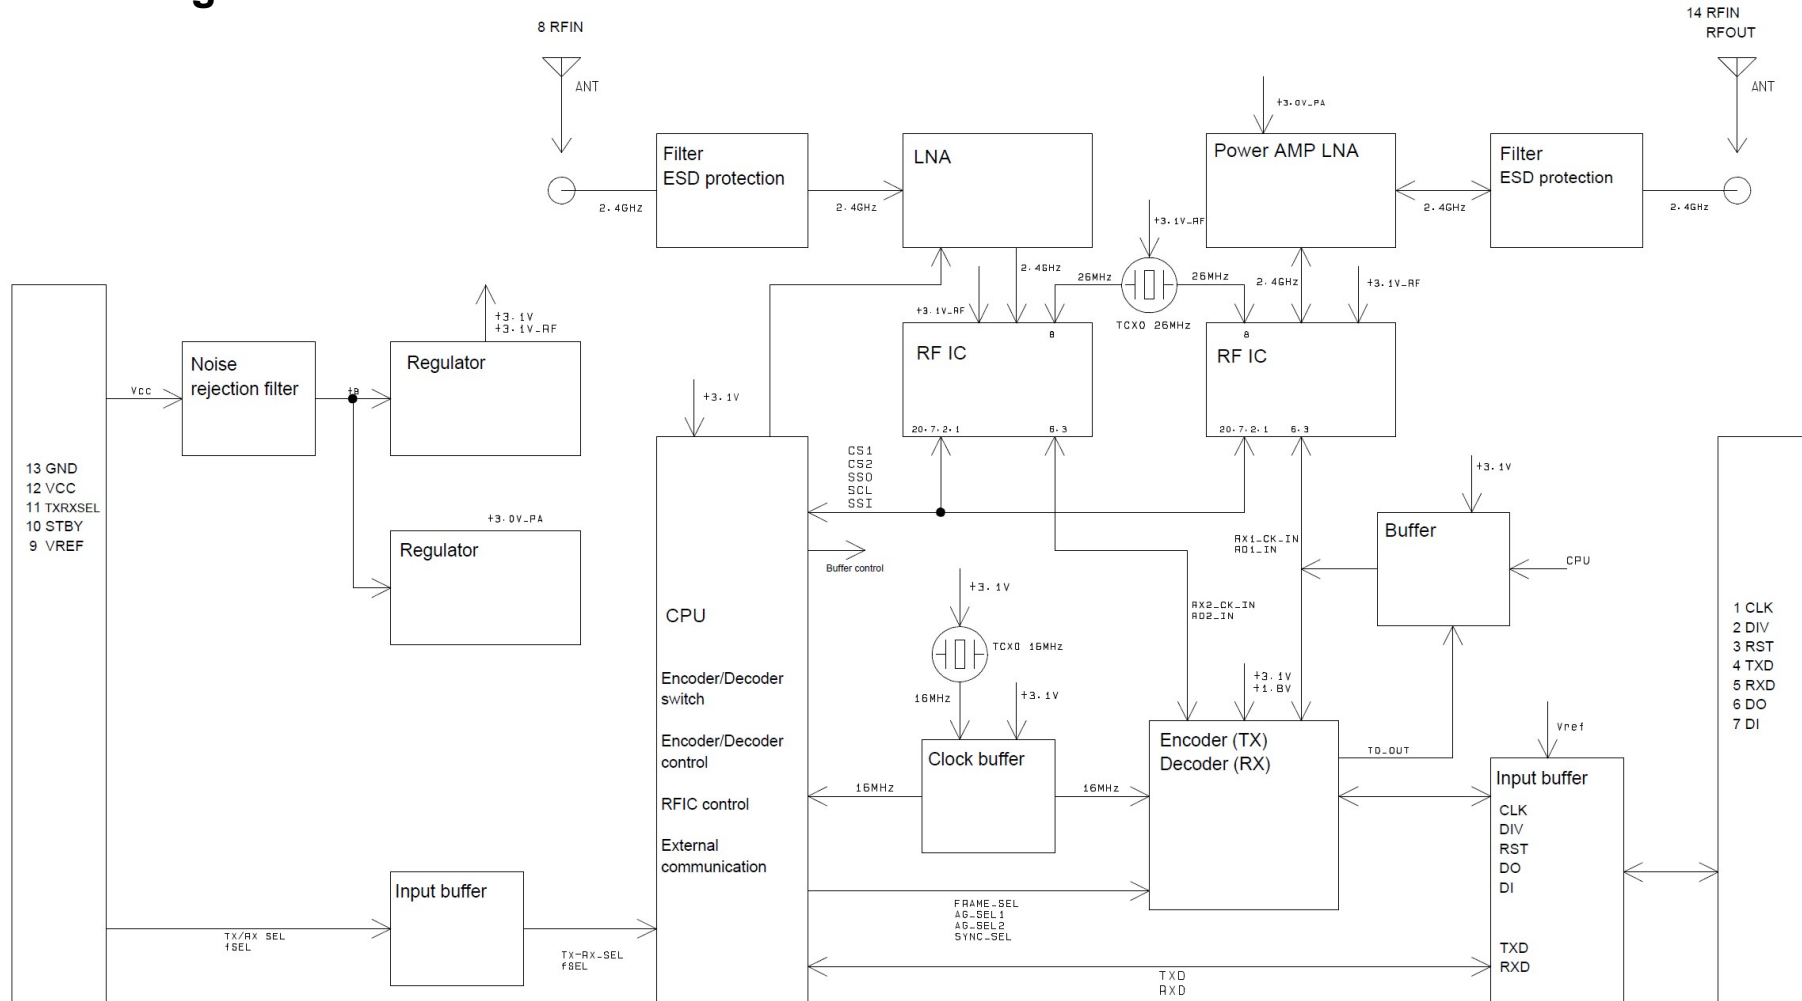 8 RFIN
ANT
14 RFIN
RFOUT
ANT
+3.0V_PA
Filter
ESD protection
LNA
Power AMP LNA
Filter
ESD protection
2.4GHz
2.4GHz
2.4GHz
2.4GHz
+3.1V_RF
2.4GHz
26MHz
26MHz
2.4GHz
+3.1V_RF
+3.1V_RF
TCXO 26MHz
8
8
RF IC
RF IC
20.7.2.1
6.3
20.7.2.1
6.3
+3.1V
+3.1V_RF
Noise
rejection filter
Regulator
Vcc
+B
+3.1V
13 GND
12 VCC
11 TXRXSEL
10 STBY
9 VREF
+3.0V_PA
Regulator
CS1
CS2
SSO
SCL
SSI
Buffer control
RX1_CK_IN
RD1_IN
+3.1V
Buffer
CPU
RX2_CK_IN
RD2_IN
CPU
Encoder/Decoder
switch
Encoder/Decoder
control
RFIC control
External
communication
+3.1V
TCXO 16MHz
16MHz
+3.1V
Clock buffer
16MHz
16MHz
+3.1V
+1.8V
Encoder (TX)
Decoder (RX)
TD_OUT
Vref
Input buffer
CLK
DIV
RST
DO
DI
TXD
RXD
1 CLK
2 DIV
3 RST
4 TXD
5 RXD
6 DO
7 DI
Input buffer
TX/RX SEL
fSEL
TX-RX_SEL
fSEL
FRAME_SEL
AG_SEL1
AG_SEL2
SYNC_SEL
TXD
RXD